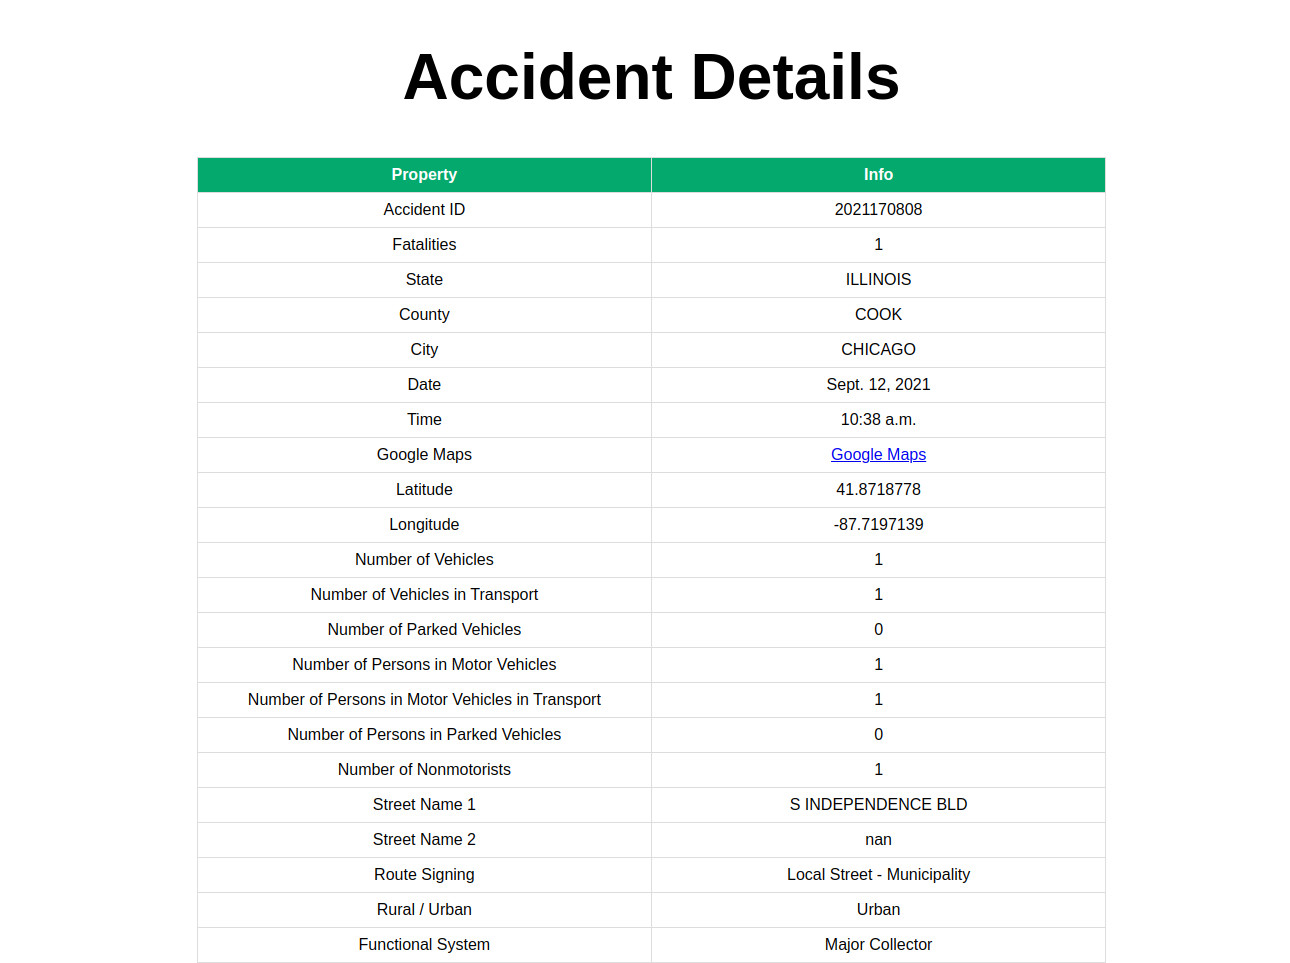 Accident Details
Property Info
Accident ID 2021170808
Fatalities 1
State ILLINOIS
County COOK
City CHICAGO
Date Sept. 12, 2021
Time 10:38 a.m.
Google Maps Google Maps
Latitude 41.8718778
Longitude -87.7197139
Number of Vehicles 1
Number of Vehicles in Transport 1
Number of Parked Vehicles 0
Number of Persons in Motor Vehicles 1
Number of Persons in Motor Vehicles in Transport 1
Number of Persons in Parked Vehicles 0
Number of Nonmotorists 1
Street Name 1 S INDEPENDENCE BLD
Street Name 2 nan
Route Signing Local Street - Municipality
Rural / Urban Urban
Functional System Major Collector